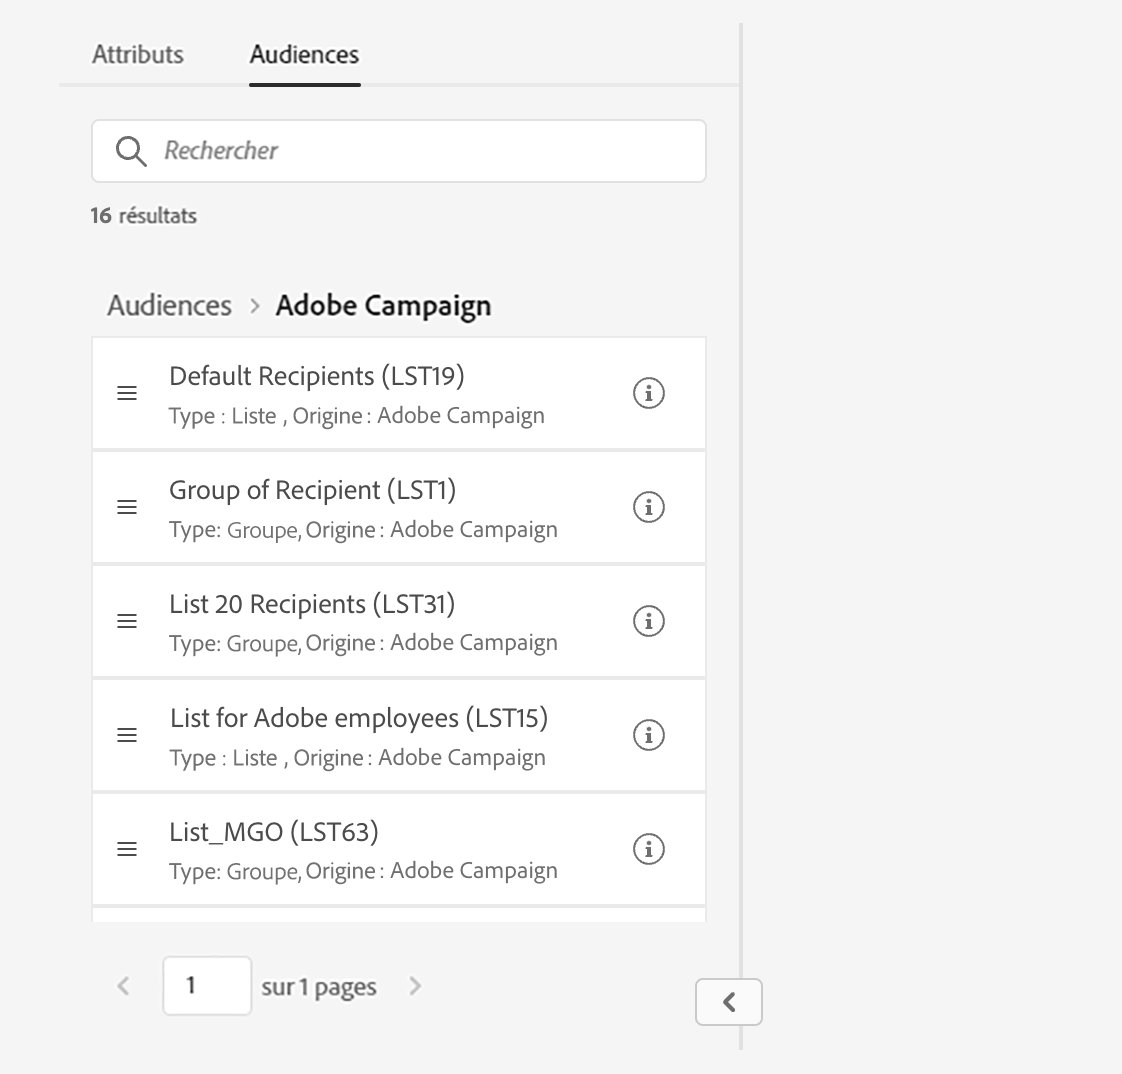 Attributs Audiences
Rechercher
16 résultats
Audiences > Adobe Campaign
Default Recipients (LST19)
Type : Liste , Origine : Adobe Campaign
Group of Recipient (LST1)
Type: Groupe, Origine : Adobe Campaign
List 20 Recipients (LST31)
Type: Groupe, Origine : Adobe Campaign
List for Adobe employees (LST15)
Type : Liste , Origine : Adobe Campaign
List_MGO (LST63)
Type: Groupe, Origine : Adobe Campaign
1 sur 1 pages